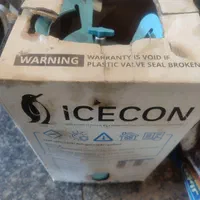 WARNING
WARRANTY IS VOID IF
PLASTIC VALVE SEAL BROKEN
iCECON